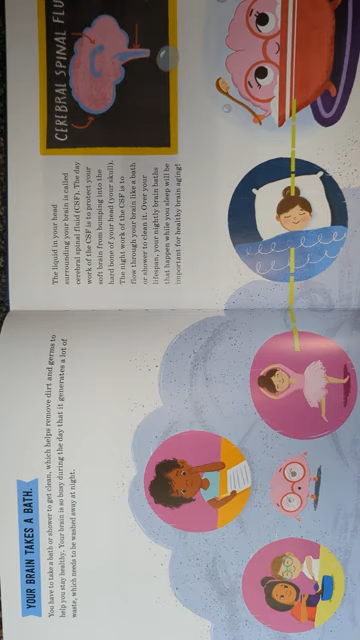 YOUR BRAIN TAKES A BATH.
You have to take a bath or shower to get clean, which helps remove dirt and germs to
help you stay healthy. Your brain is so busy during the day that it generates a lot of
waste, which needs to be washed away at night.
The liquid in your head
surrounding your brain is called
cerebral spinal fluid (CSF). The day
work of the CSF is to protect your
soft brain from bumping into the
hard bone of your head (your skull).
The night work of the CSF is to
flow through your brain like a bath
or shower to clean it. Over your
lifespan, your nightly brain baths
that happen while you sleep will be
important for healthy brain aging!
CEREBRAL SPINAL FLU